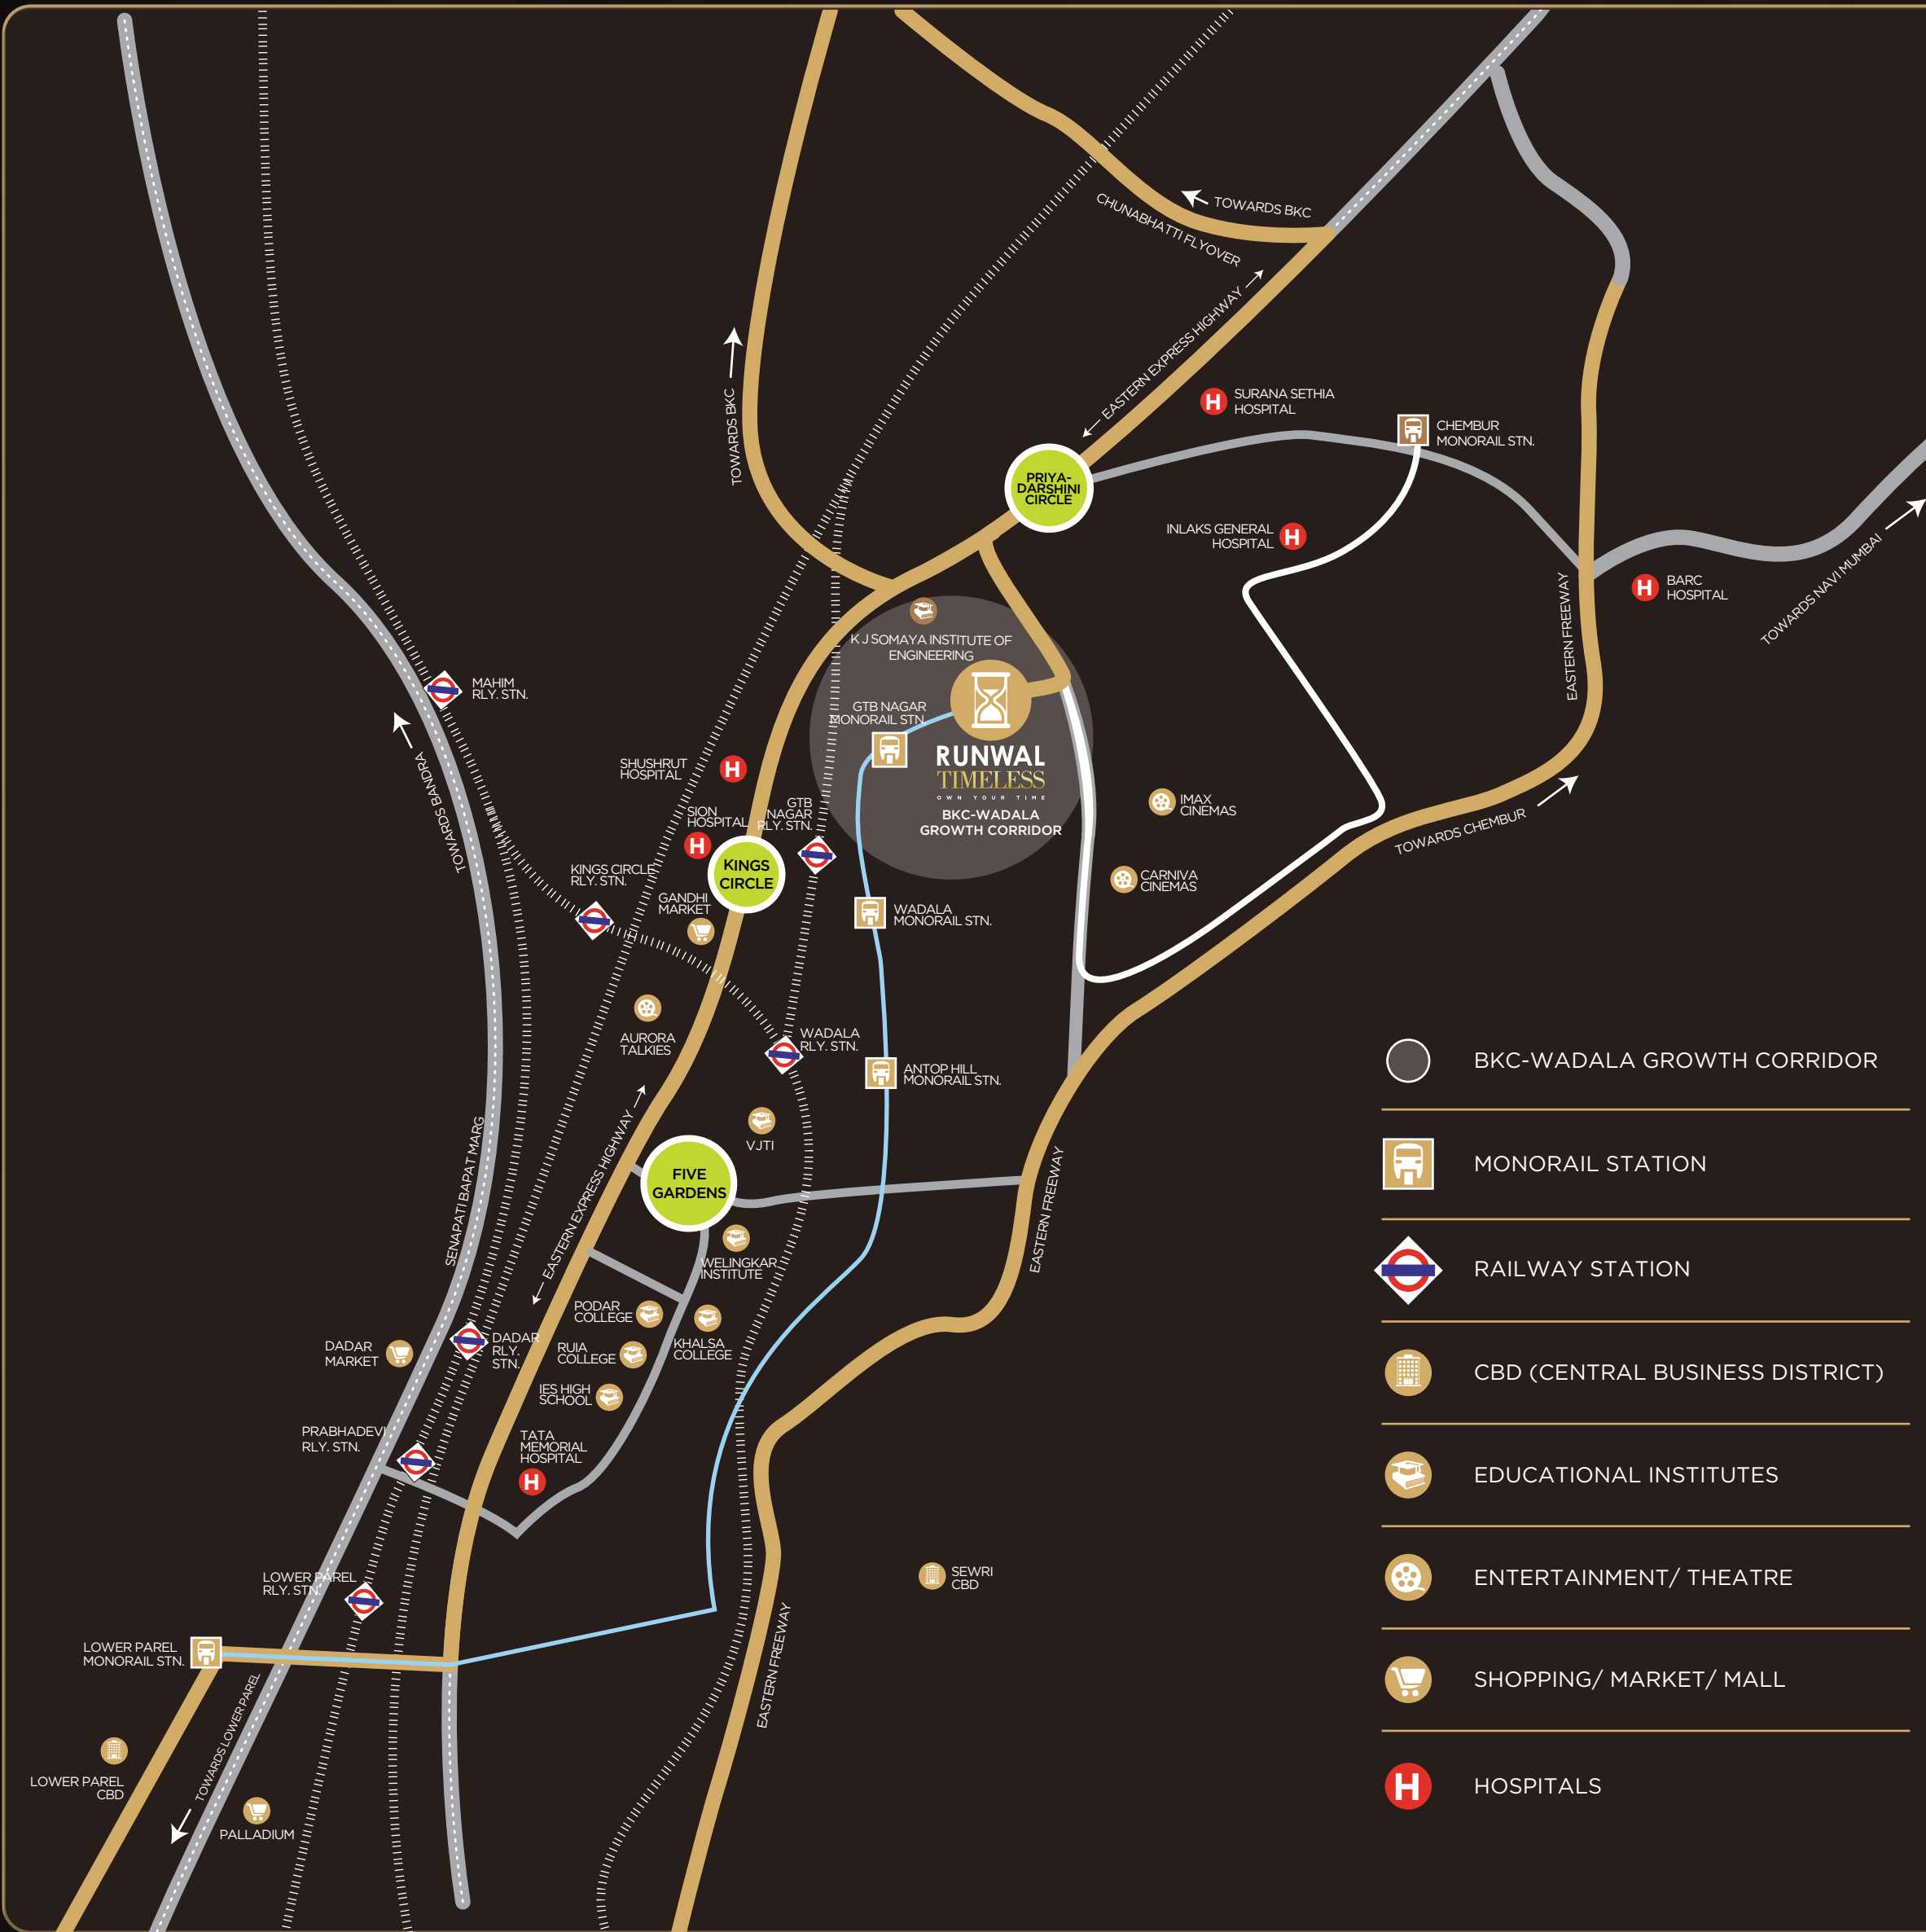 TOWARDS BKC
CHUNABHATTI FLYOVER
EASTERN EXPRESS HIGHWAY
TOWARDS BKC
SURANA SETHIA
HOSPITAL
H
CHEMBUR
MONORAIL STN.
PRIYA-
DARSHINI
CIRCLE
INLAKS GENERAL
HOSPITAL
H
H
BARC
HOSPITAL
TOWARDS NAVI MUMBAI
EASTERN FREEWAY
K J SOMAYA INSTITUTE OF
ENGINEERING
MAHIM
RLY. STN.
GTB NAGAR
MONORAIL STN.
RUNWAL
TIMELESS
OWN YOUR TIME
BKC-WADALA
GROWTH CORRIDOR
SHUSHRUT
HOSPITAL
H
TOWARDS BANDRA
SION
HOSPITAL
H
GTB
NAGAR
RLY. STN.
IMAX
CINEMAS
TOWARDS CHEMBUR
KINGS
CIRCLE
KINGS CIRCLE
RLY. STN.
GANDHI
MARKET
CARNIVA
CINEMAS
WADALA
MONORAIL STN.
AURORA
TALKIES
WADALA
RLY. STN.
ANTOP HILL
MONORAIL STN.
VJTI
SENAPATI BAPAT MARG
EASTERN EXPRESS HIGHWAY
FIVE
GARDENS
EASTERN FREEWAY
WELINGKAR
INSTITUTE
PODAR
COLLEGE
DADAR
MARKET
DADAR
RLY.
STN.
RUIA
COLLEGE
KHALSA
COLLEGE
IES HIGH
SCHOOL
PRABHADEVI
RLY. STN.
TATA
MEMORIAL
HOSPITAL
H
LOWER PAREL
RLY. STN.
SEWRI
CBD
LOWER PAREL
MONORAIL STN.
TOWARDS LOWER PAREL
EASTERN FREEWAY
LOWER PAREL
CBD
PALLADIUM
BKC-WADALA GROWTH CORRIDOR
MONORAIL STATION
RAILWAY STATION
CBD (CENTRAL BUSINESS DISTRICT)
EDUCATIONAL INSTITUTES
ENTERTAINMENT/ THEATRE
SHOPPING/ MARKET/ MALL
H
HOSPITALS